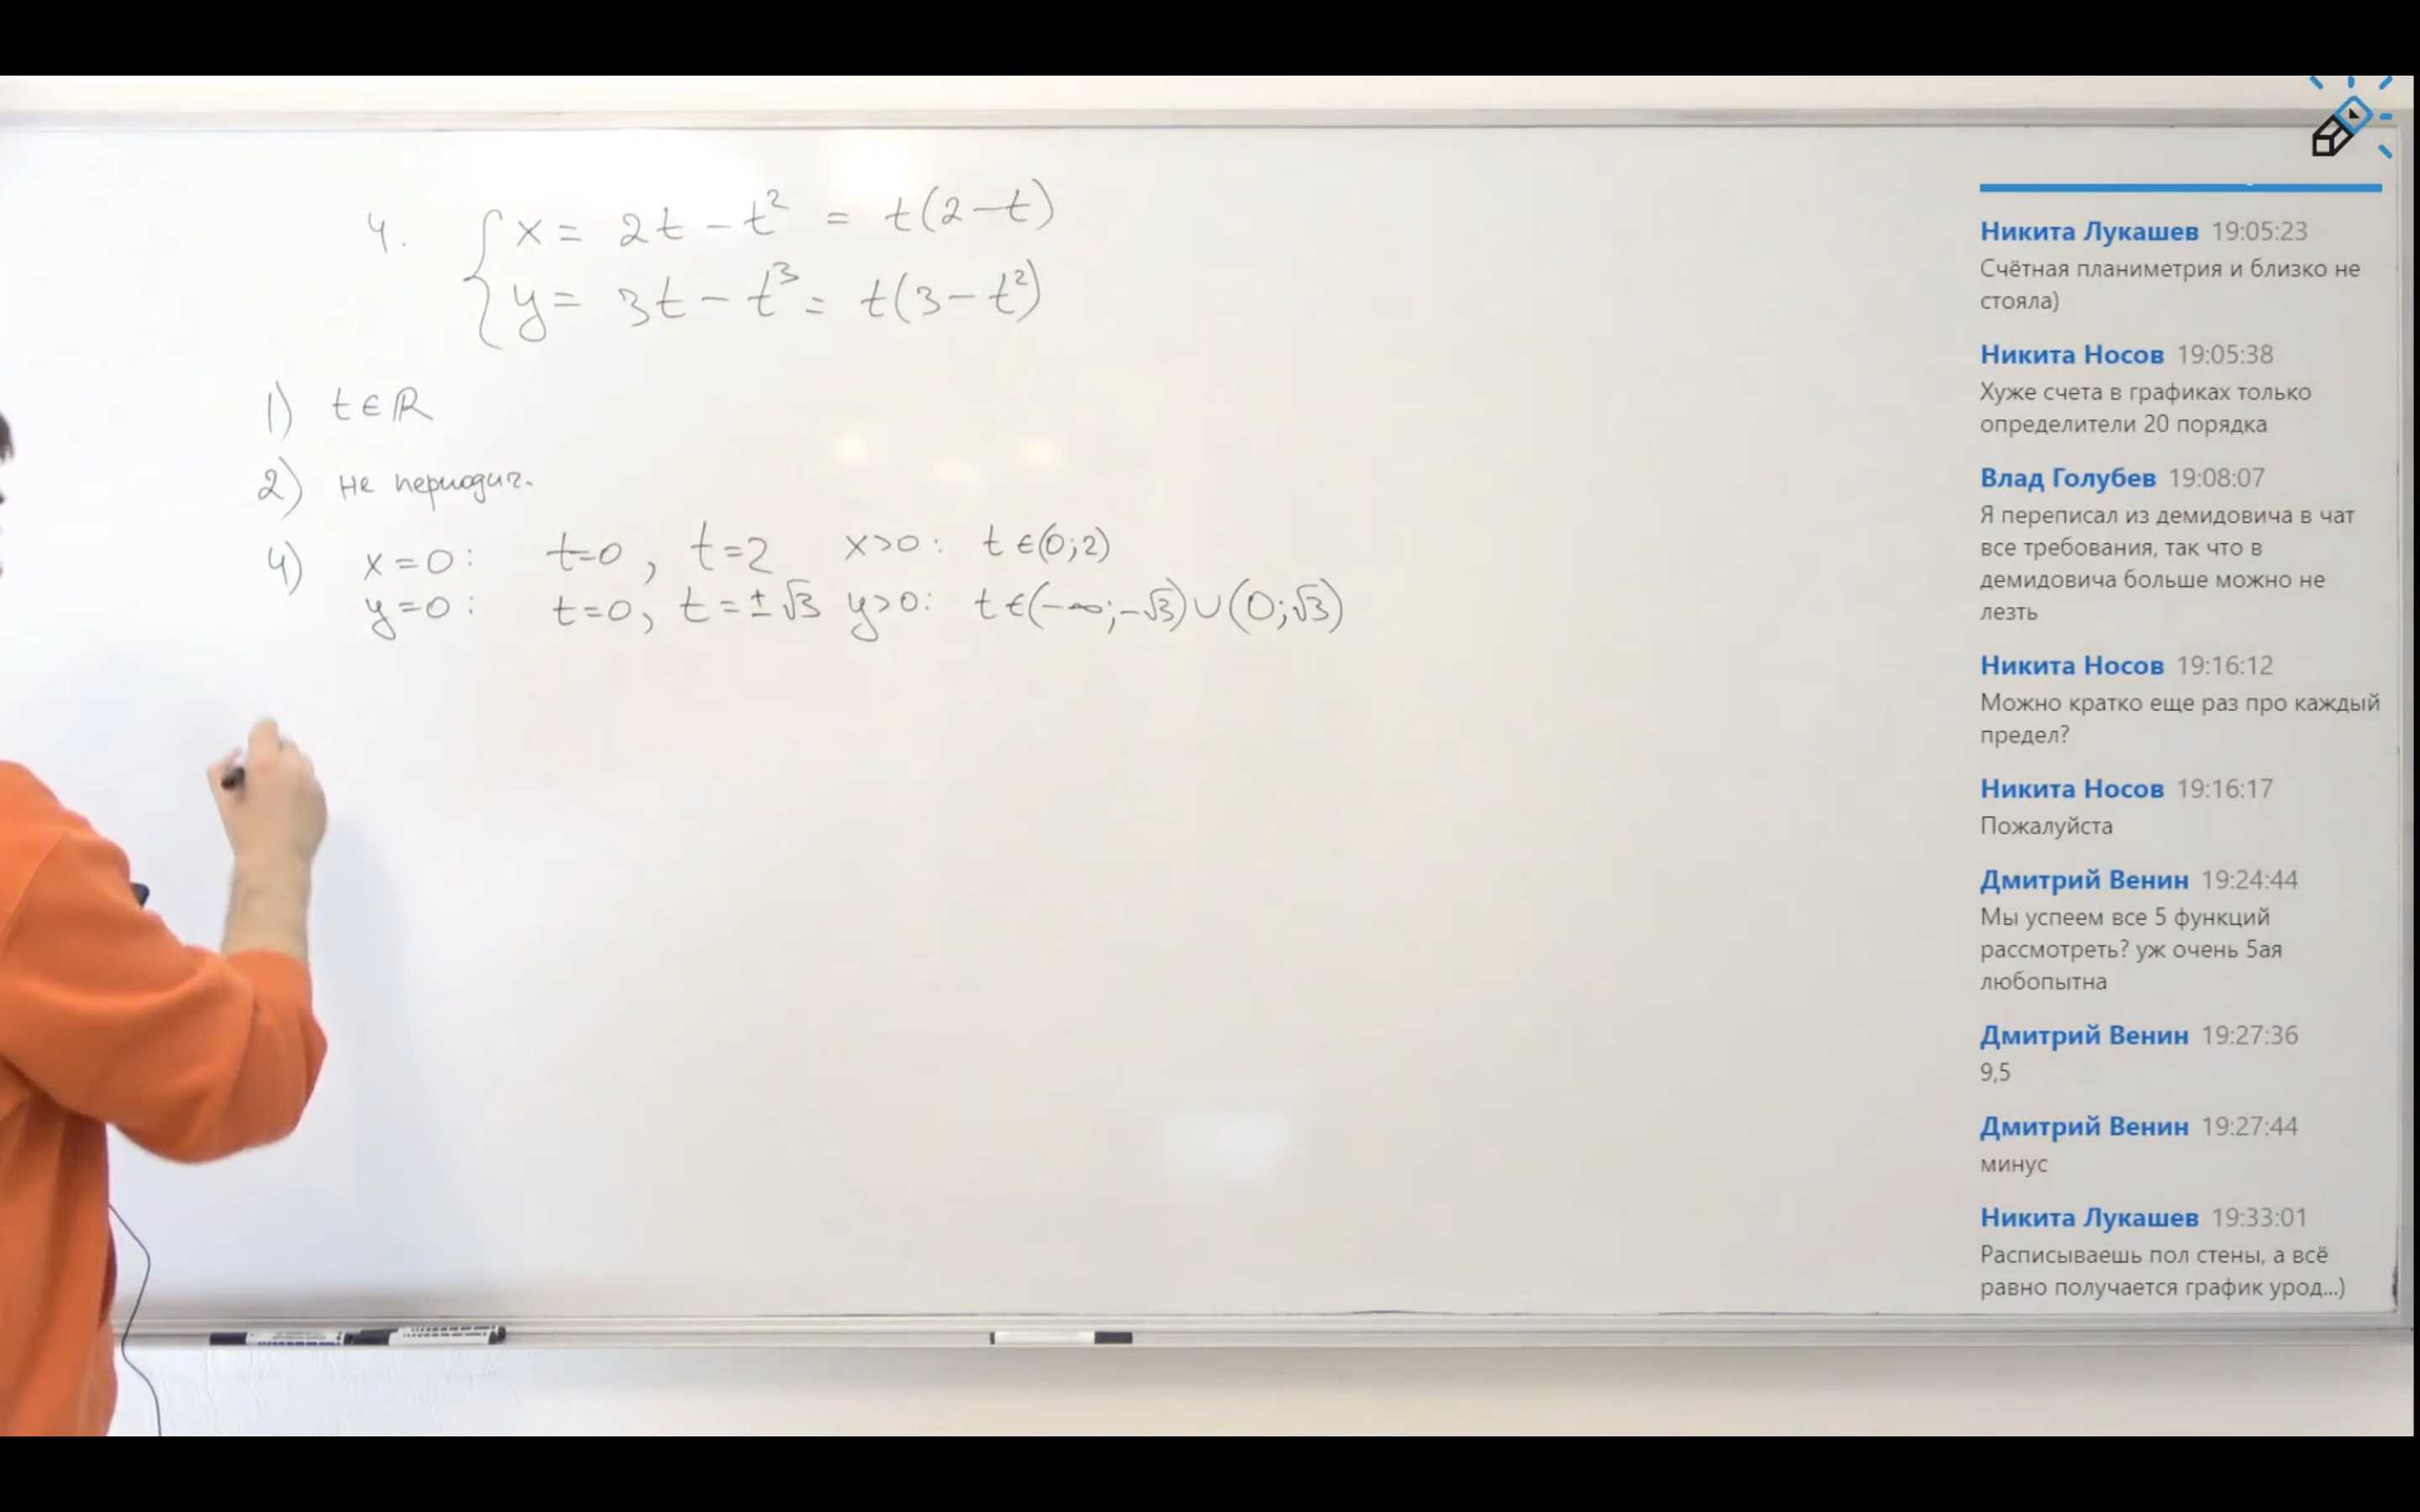 4. { x = 2t - t² = t(2-t)
y = 3t - t³ = t(3-t²)
1) t∈ℝ
2) не периодич.
4) x=0: t=0, t=2 x>0: t∈(0;2)
y=0: t=0, t=±√3 y>0: t∈(-∞;-√3)∪(0;√3)
Никита Лукашев 19:05:23
Счётная планиметрия и близко не
стояла)
Никита Носов 19:05:38
Хуже счета в графиках только
определители 20 порядка
Влад Голубев 19:08:07
Я переписал из демидовича в чат
все требования, так что в
демидовича больше можно не
лезть
Никита Носов 19:16:12
Можно кратко еще раз про каждый
предел?
Никита Носов 19:16:17
Пожалуйста
Дмитрий Венин 19:24:44
Мы успеем все 5 функций
рассмотреть? уж очень 5ая
любопытна
Дмитрий Венин 19:27:36
9,5
Дмитрий Венин 19:27:44
минус
Никита Лукашев 19:33:01
Расписываешь пол стены, а всё
равно получается график урод...)